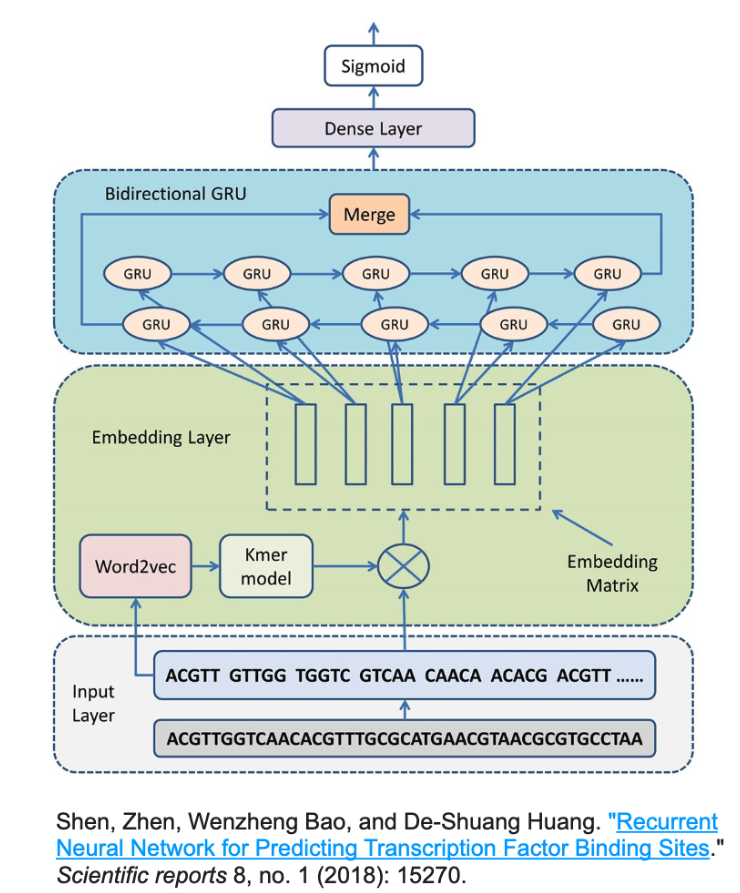 Sigmoid
Dense Layer
Bidirectional GRU
Merge
GRU GRU GRU GRU GRU
GRU GRU GRU GRU GRU
Embedding Layer
Word2vec
Kmer
model
Embedding
Matrix
Input
Layer
ACGTT GTTGG TGGTC GTCAA CAACA ACACG ACGTT ......
ACGTTGGTCAACACGTTTGCGCATGAACGTAACGCGTGCCTAA
Shen, Zhen, Wenzheng Bao, and De-Shuang Huang. "Recurrent
Neural Network for Predicting Transcription Factor Binding Sites."
Scientific reports 8, no. 1 (2018): 15270.